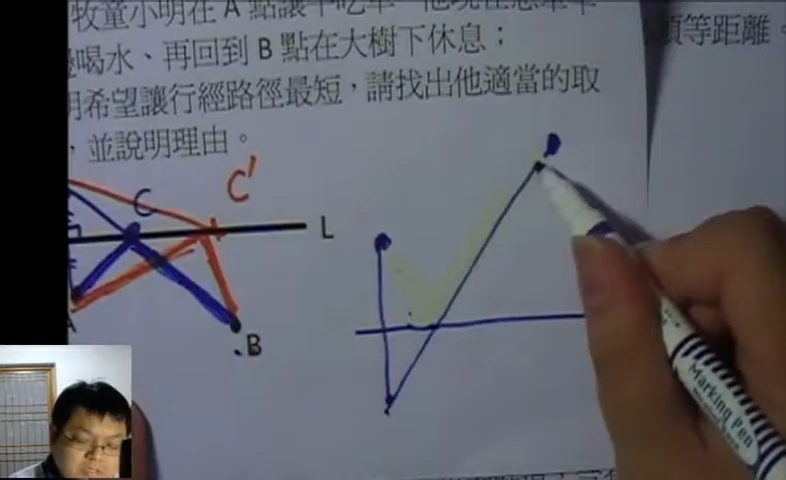 牧童小明在 A 點讓牛吃草，他現在想牽牛
喝水、再回到 B 點在大樹下休息；
明希望讓行經路徑最短，請找出他適當的取
，並說明理由。
頂等距離。
C'
C
L
A
B
Marking Pen